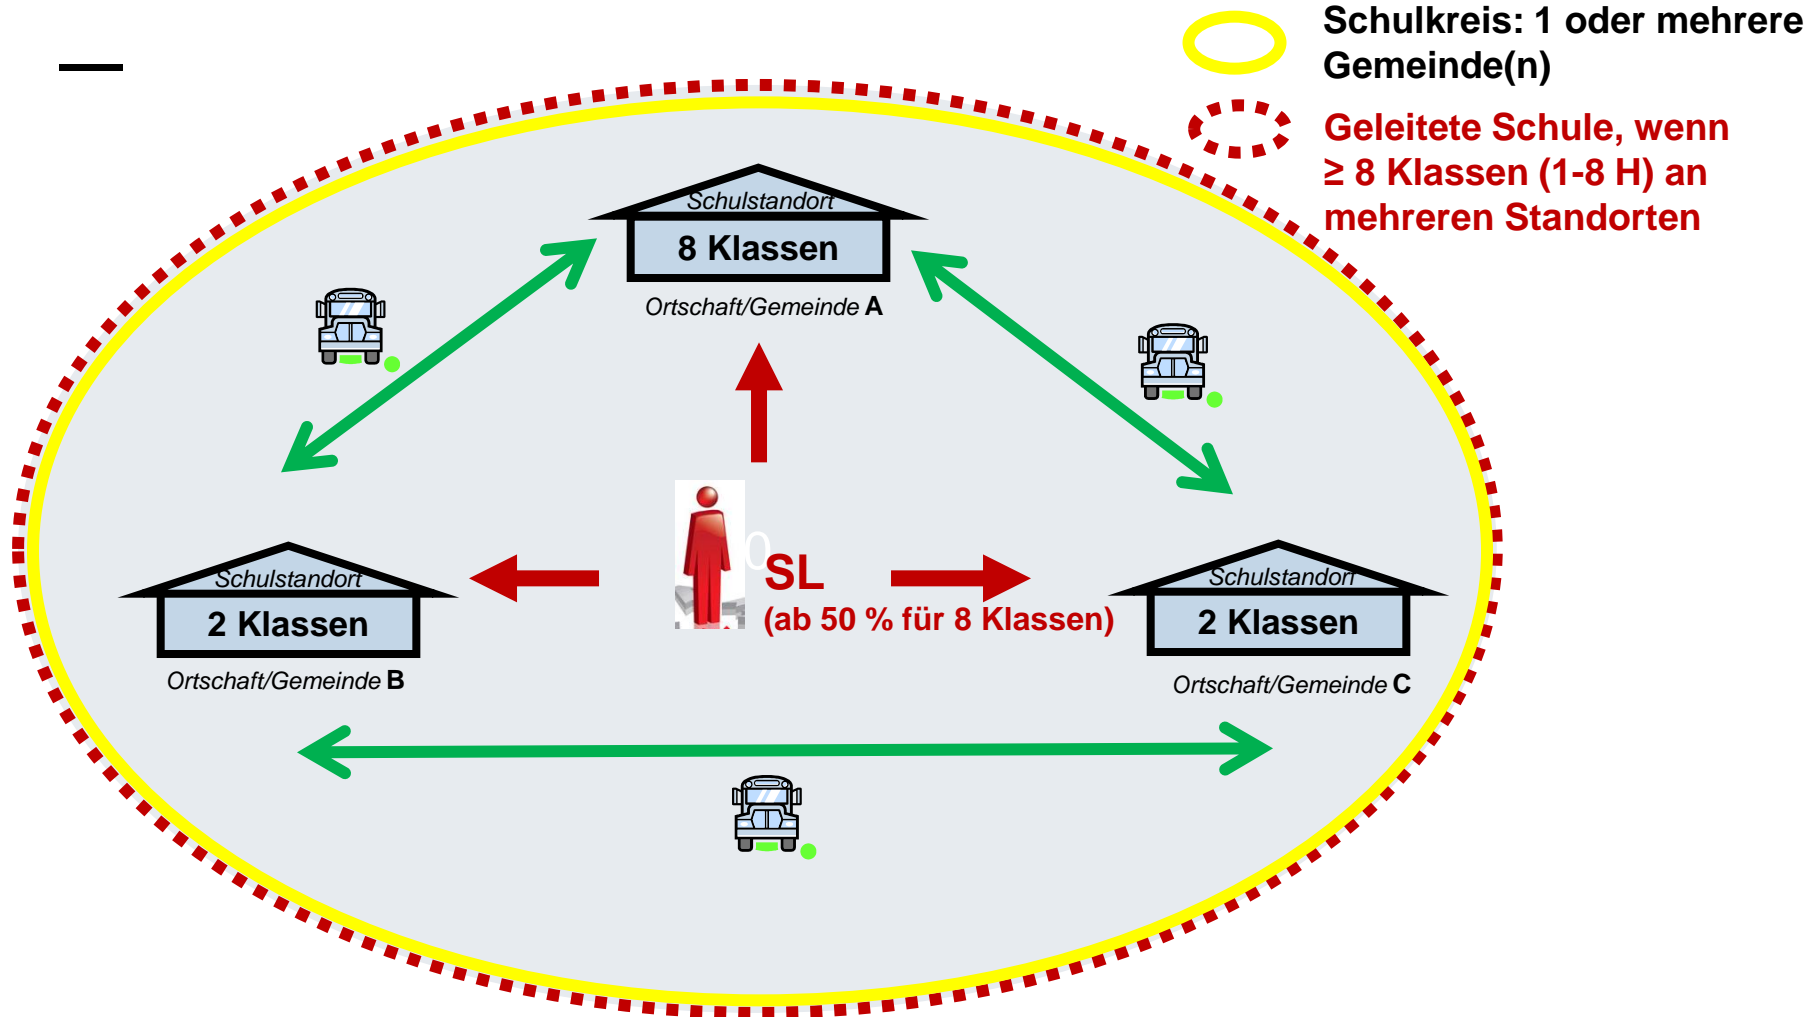 Schulkreis: 1 oder mehrere
Gemeinde(n)
Geleitete Schule, wenn
≥ 8 Klassen (1-8 H) an
mehreren Standorten
Schulstandort
8 Klassen
Ortschaft/Gemeinde A
0
SL
(ab 50 % für 8 Klassen)
Schulstandort
2 Klassen
Ortschaft/Gemeinde B
Schulstandort
2 Klassen
Ortschaft/Gemeinde C